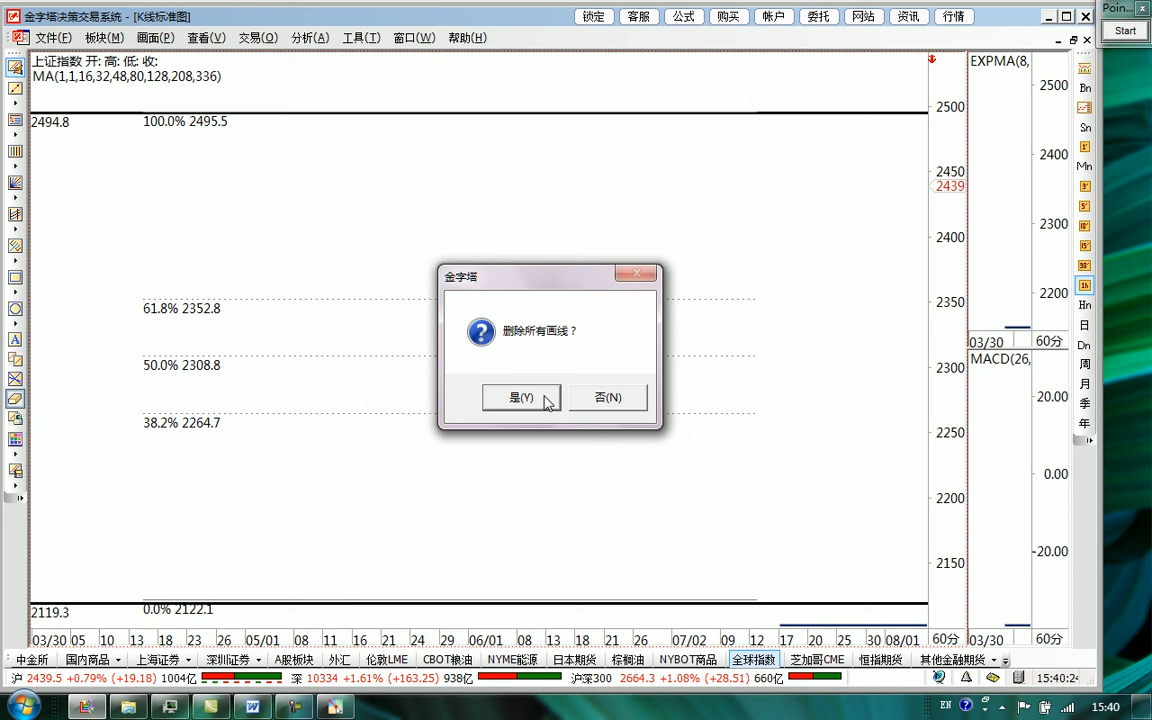 金字塔决策交易系统 - [K线标准图]
锁定 客服 公式 购买 帐户 委托 网站 资讯 行情
Poin...
Start
文件(F) 板块(M) 画面(P) 查看(V) 交易(O) 分析(A) 工具(T) 窗口(W) 帮助(H)
上证指数 开: 高: 低: 收:
MA(1,1,16,32,48,80,128,208,336)
EXPMA(8,
2494.8
100.0% 2495.5
61.8% 2352.8
50.0% 2308.8
38.2% 2264.7
2119.3
0.0% 2122.1
2500
2450
2439
2400
2350
2300
2250
2200
2150
2500
2400
2300
2200
03/30 60分
MACD(26,
20.00
0.00
-20.00
金字塔
删除所有画线？
是(Y) 否(N)
Bn
Sn
1'
Mn
3'
5'
10'
15'
30'
1h
Hn
日
Dn
周
月
季
年
A
03/30 05 10 13 18 23 26 05/01 08 11 16 21 24 29 06/01 08 13 18 21 26 07/02 09 12 17 20 25 30 08/01 60分 03/30 60分
中金所 国内商品 上海证券 深圳证券 A股板块 外汇 伦敦LME CBOT粮油 NYME能源 日本期货 棕榈油 NYBOT商品 全球指数 芝加哥CME 恒指期货 其他金融期货
沪 2439.5 +0.79% (+19.18) 1004亿 深 10334 +1.61% (+163.25) 938亿 沪深300 2664.3 +1.08% (+28.51) 660亿 15:40:24
EN 15:40